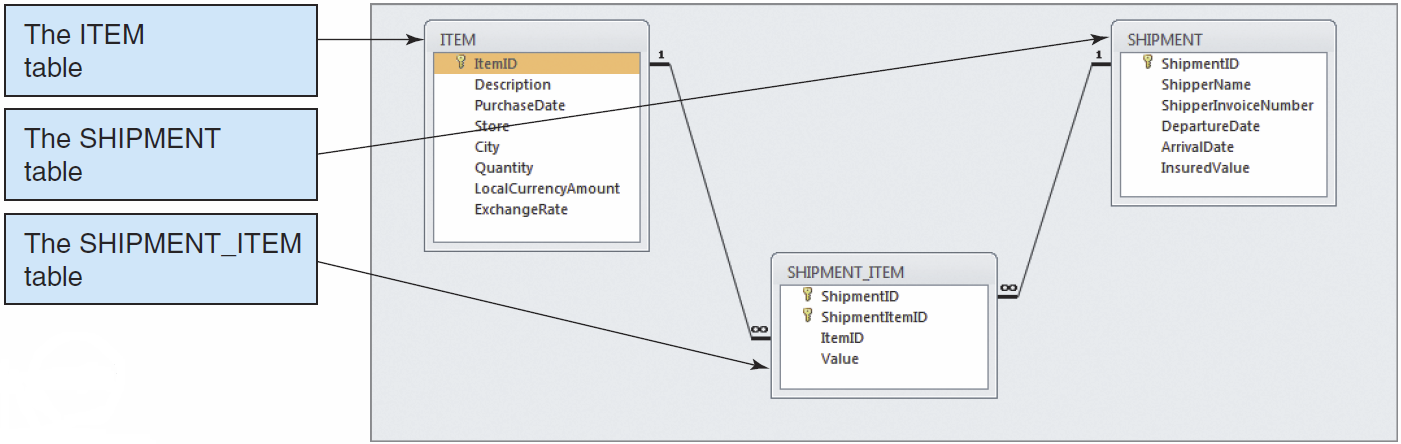 The ITEM
table
The SHIPMENT
table
The SHIPMENT_ITEM
table
ITEM
ItemID
Description
PurchaseDate
Store
City
Quantity
LocalCurrencyAmount
ExchangeRate
1
∞
SHIPMENT_ITEM
ShipmentID
ShipmentItemID
ItemID
Value
∞
1
SHIPMENT
ShipmentID
ShipperName
ShipperInvoiceNumber
DepartureDate
ArrivalDate
InsuredValue